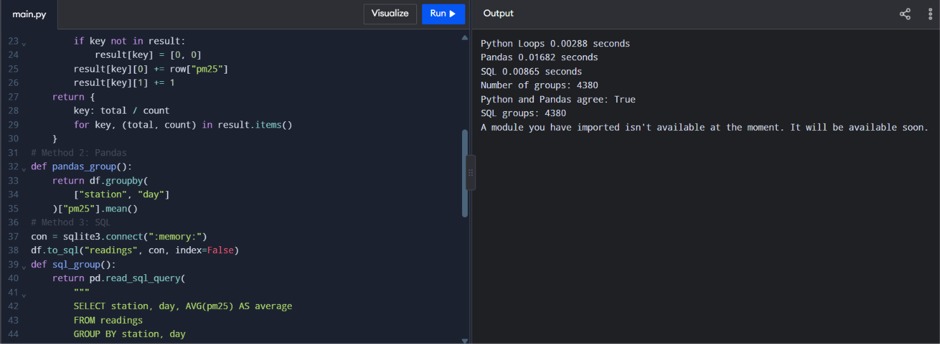 main.py
Visualize
Run
23 if key not in result:
24 result[key] = [0, 0]
25 result[key][0] += row["pm25"]
26 result[key][1] += 1
27 return {
28 key: total / count
29 for key, (total, count) in result.items()
30 }
31 # Method 2: Pandas
32 def pandas_group():
33 return df.groupby(
34 ["station", "day"]
35 )["pm25"].mean()
36 # Method 3: SQL
37 con = sqlite3.connect(":memory:")
38 df.to_sql("readings", con, index=False)
39 def sql_group():
40 return pd.read_sql_query(
41 """
42 SELECT station, day, AVG(pm25) AS average
43 FROM readings
44 GROUP BY station, day
Output
Python Loops 0.00288 seconds
Pandas 0.01682 seconds
SQL 0.00865 seconds
Number of groups: 4380
Python and Pandas agree: True
SQL groups: 4380
A module you have imported isn't available at the moment. It will be available soon.